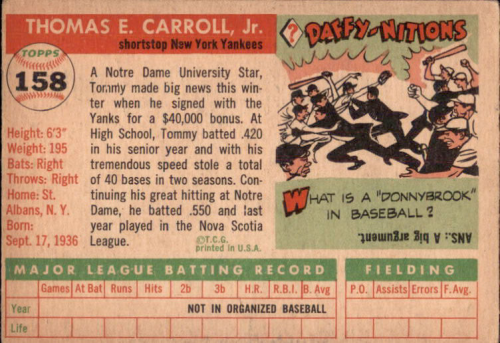 THOMAS E. CARROLL, Jr.
shortstop New York Yankees
TOPPS
158
Height: 6'3"
Weight: 195
Bats: Right
Throws: Right
Home: St.
Albans, N. Y.
Born:
Sept. 17, 1936
A Notre Dame University Star,
Tommy made big news this win-
ter when he signed with the
Yanks for a $40,000 bonus. At
High School, Tommy batted .420
in his senior year and with his
tremendous speed stole a total
of 40 bases in two seasons. Con-
tinuing his great hitting at Notre
Dame, he batted .550 and last
year played in the Nova Scotia
League.
©T.C.G.
printed in U.S.A.
?
DAFFY-NITIONS
WHAT IS A "DONNYBROOK"
IN BASEBALL?
ANS.: A big argument.
MAJOR LEAGUE BATTING RECORD
FIELDING
Games At Bat Runs Hits 2b 3b H.R. R.B.I. B. Avg P.O. Assists Errors F. Avg.
Year NOT IN ORGANIZED BASEBALL
Life